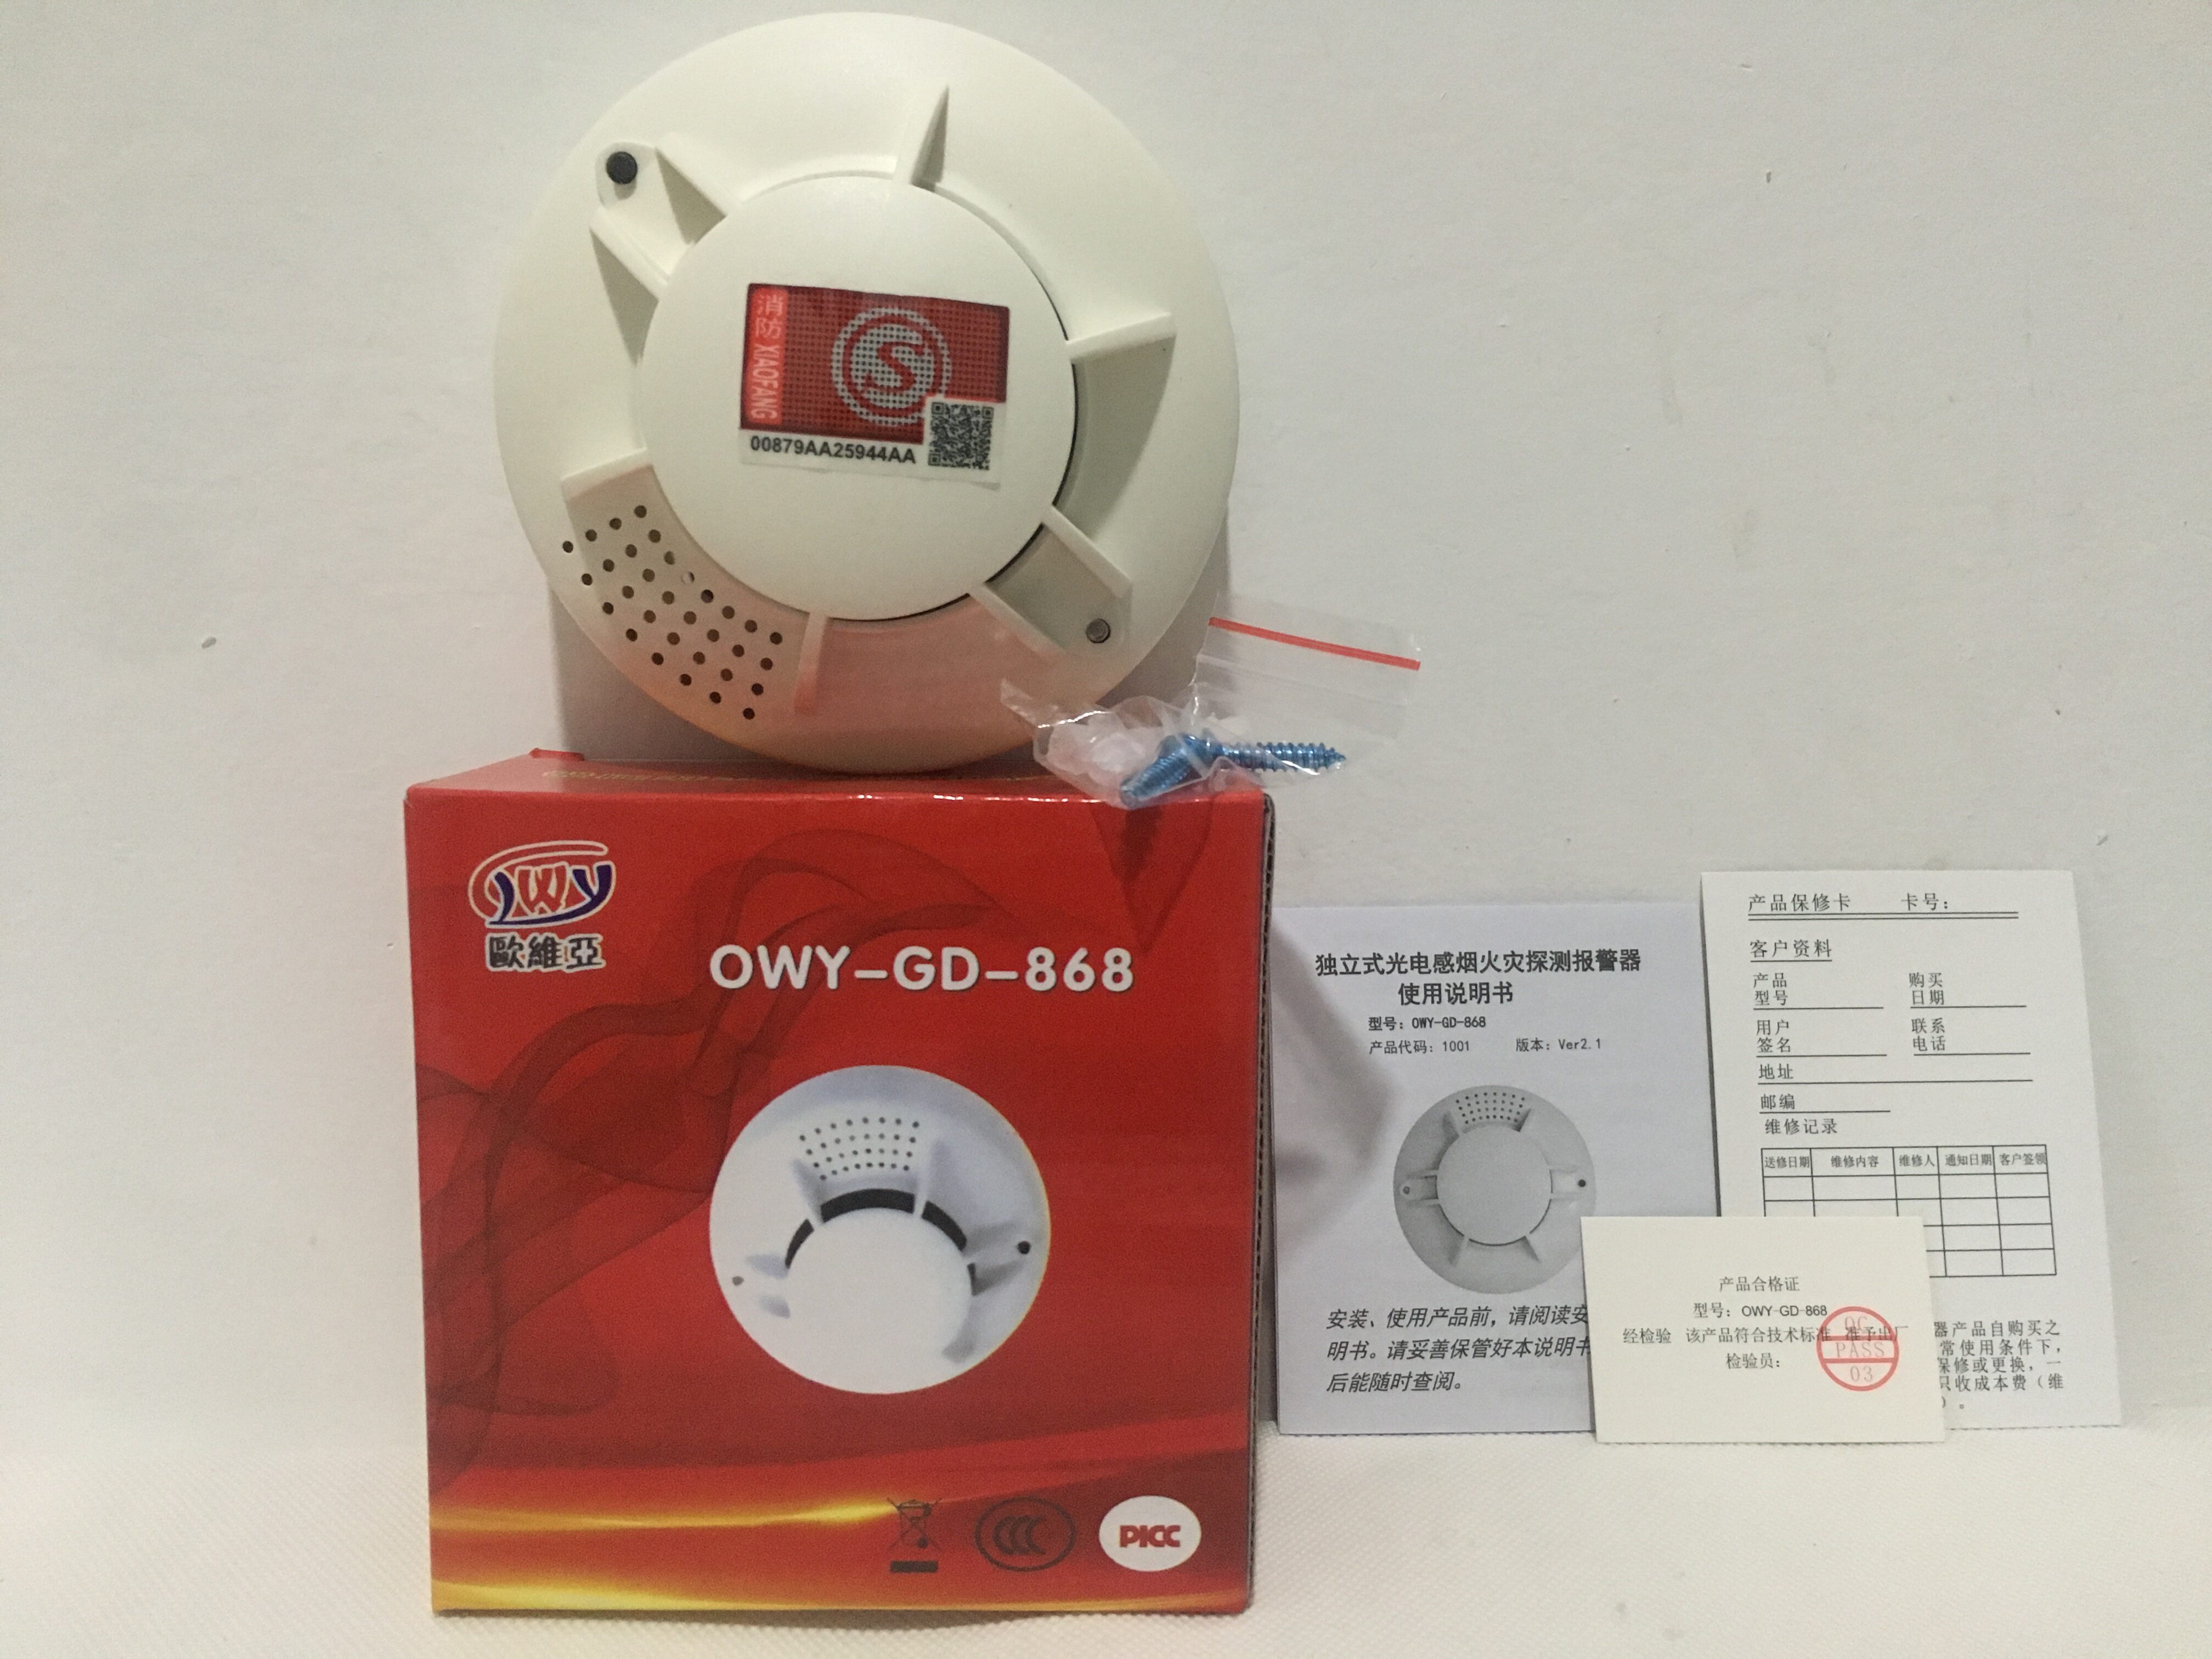 消防 XIAOFANG
S
00879AA25944AA
OWY
歐維亞
OWY-GD-868
CCC
PICC
独立式光电感烟火灾探测报警器
使用说明书
型号：OWY-GD-868
产品代码：1001 版本：Ver2.1
安装、使用产品前，请阅读安
明书。请妥善保管好本说明书
后能随时查阅。
产品保修卡 卡号：
客户资料
产品型号 购买日期
用户签名 联系电话
地址
邮编
维修记录
送修日期 维修内容 维修人 通知日期 客户签领
器产品自购买之
常使用条件下，
保修或更换，一
只收成本费（维
）。
产品合格证
型号：OWY-GD-868
经检验 该产品符合技术标准 准予出厂
检验员：
QC
PASS
03